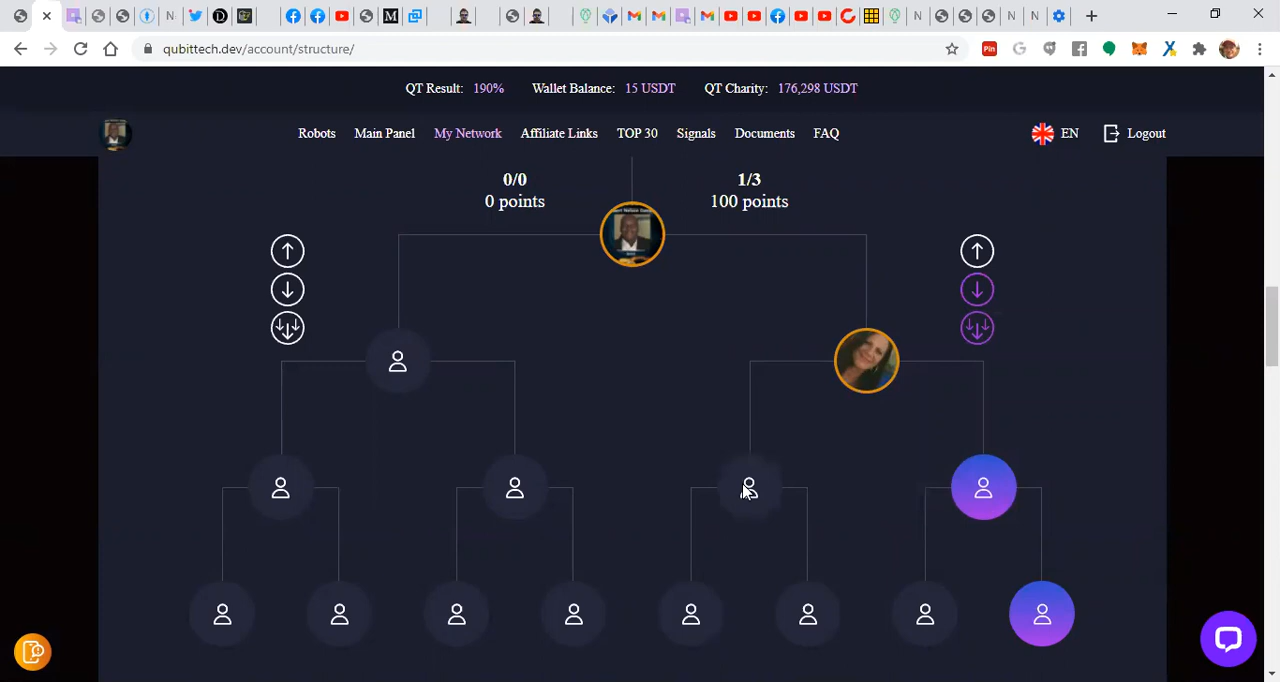 qubittech.dev/account/structure/
QT Result: 190% Wallet Balance: 15 USDT QT Charity: 176,298 USDT
Robots Main Panel My Network Affiliate Links TOP 30 Signals Documents FAQ EN Logout
0/0 1/3
0 points 100 points